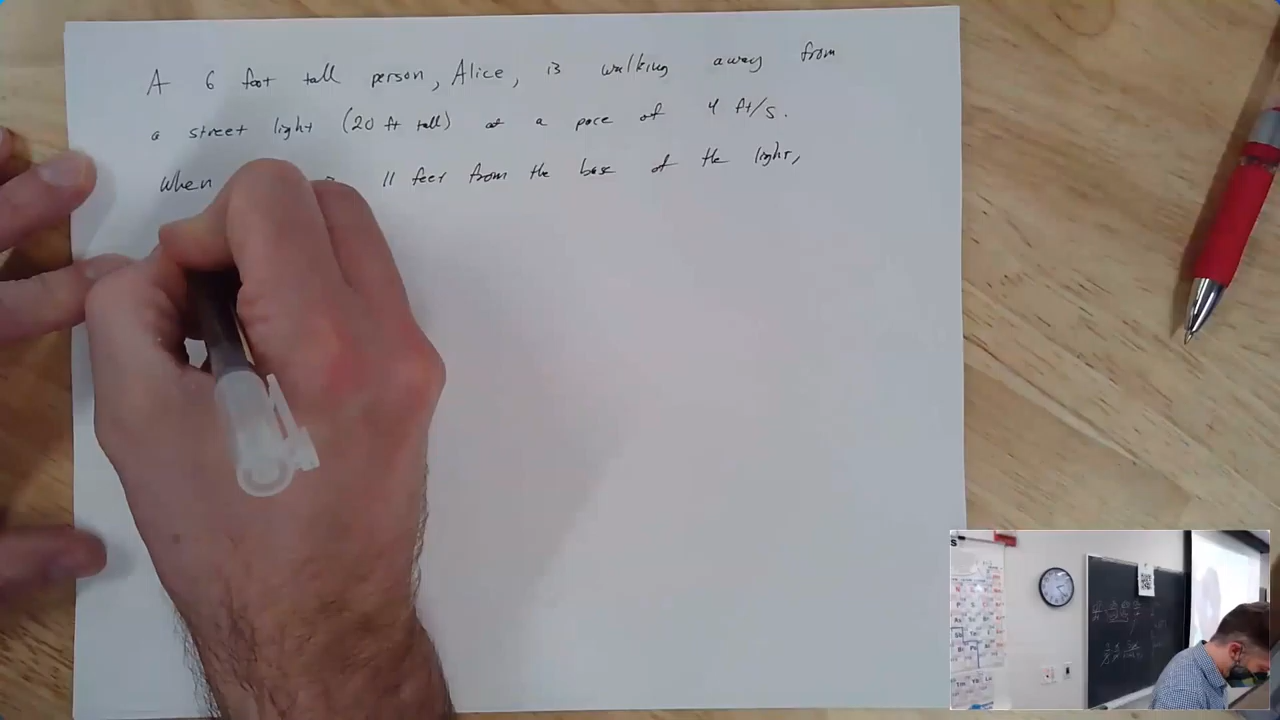 A 6 foot tall person, Alice, is walking away from
a street light (20 ft tall) at a pace of 4 ft/s.
When 11 feet from the base of the light,